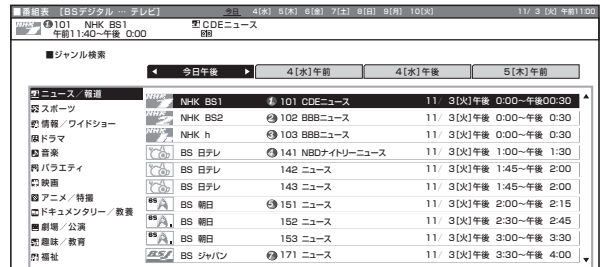 ■番組表 [BSデジタル … テレビ] 今日 4[水] 5[木] 6[金] 7[土] 8[日] 9[月] 10[火] 11/ 3 [火] 午前11:00
NHK ❶101 NHK BS1 CDEニュース
午前11:40~午後 0:00
■ジャンル検索
◀ 今日午後 ▶ 4[水]午前 4[水]午後 5[木]午前
ニュース/報道
スポーツ
情報/ワイドショー
ドラマ
音楽
バラエティ
映画
アニメ/特撮
ドキュメンタリー/教養
劇場/公演
趣味/教育
福祉
NHK BS1 ① 101 CDEニュース 11/ 3[火]午後 0:00~午後00:30
NHK BS2 ② 102 BBBニュース 11/ 3[火]午後 0:00~午後 0:30
NHK h ③ 103 BBBニュース 11/ 3[火]午後 0:00~午後 0:30
BS 日テレ ④ 141 NBDナイトリーニュース 11/ 3[火]午後 1:00~午後 1:30
BS 日テレ 142 ニュース 11/ 3[火]午後 1:45~午後 2:00
BS 日テレ 143 ニュース 11/ 3[火]午後 1:45~午後 2:00
BS 朝日 ⑤ 151 ニュース 11/ 3[火]午後 2:00~午後 2:15
BS 朝日 152 ニュース 11/ 3[火]午後 2:30~午後 2:45
BS 朝日 153 ニュース 11/ 3[火]午後 3:00~午後 3:30
BSJ BS ジャパン ⑦ 171 ニュース 11/ 3[火]午後 3:30~午後 4:00